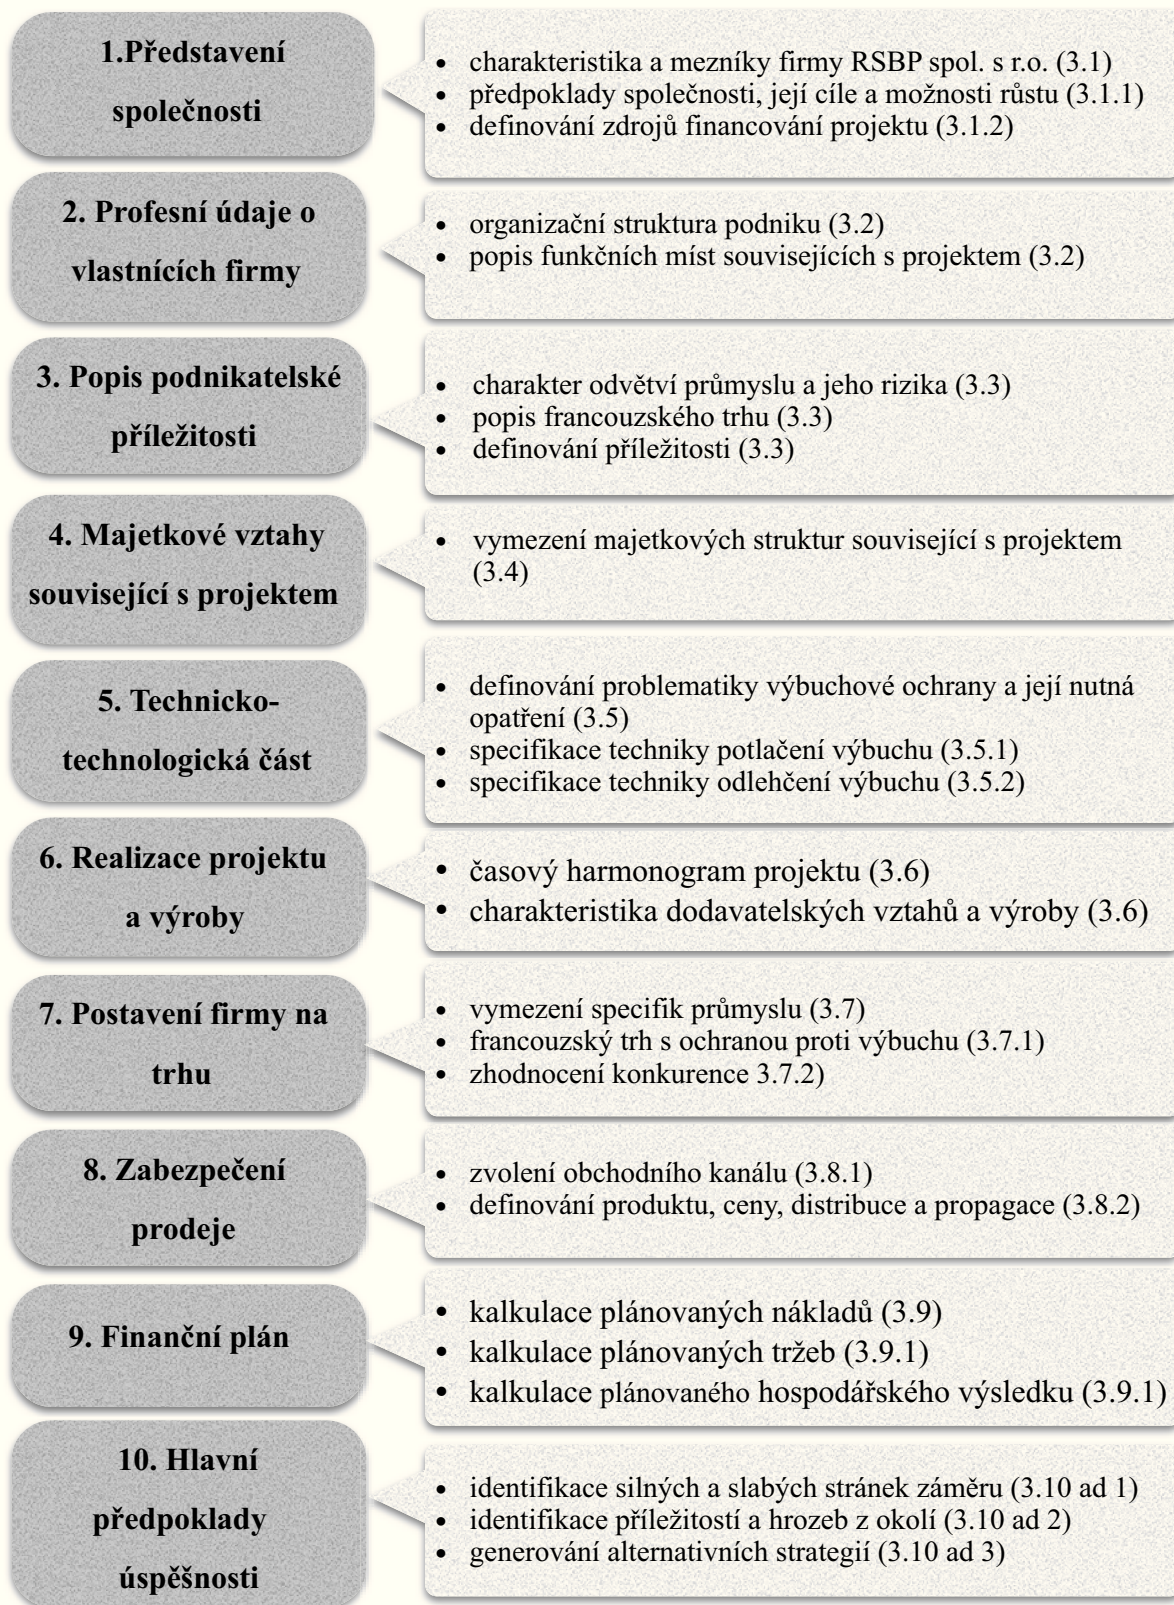 1.Představení
společnosti
• charakteristika a mezníky firmy RSBP spol. s r.o. (3.1)
• předpoklady společnosti, její cíle a možnosti růstu (3.1.1)
• definování zdrojů financování projektu (3.1.2)
2. Profesní údaje o
vlastnících firmy
• organizační struktura podniku (3.2)
• popis funkčních míst souvisejících s projektem (3.2)
3. Popis podnikatelské
příležitosti
• charakter odvětví průmyslu a jeho rizika (3.3)
• popis francouzského trhu (3.3)
• definování příležitosti (3.3)
4. Majetkové vztahy
související s projektem
• vymezení majetkových struktur související s projektem
(3.4)
5. Technicko-
technologická část
• definování problematiky výbuchové ochrany a její nutná
opatření (3.5)
• specifikace techniky potlačení výbuchu (3.5.1)
• specifikace techniky odlehčení výbuchu (3.5.2)
6. Realizace projektu
a výroby
• časový harmonogram projektu (3.6)
• charakteristika dodavatelských vztahů a výroby (3.6)
7. Postavení firmy na
trhu
• vymezení specifik průmyslu (3.7)
• francouzský trh s ochranou proti výbuchu (3.7.1)
• zhodnocení konkurence 3.7.2)
8. Zabezpečení
prodeje
• zvolení obchodního kanálu (3.8.1)
• definování produktu, ceny, distribuce a propagace (3.8.2)
9. Finanční plán
• kalkulace plánovaných nákladů (3.9)
• kalkulace plánovaných tržeb (3.9.1)
• kalkulace plánovaného hospodářského výsledku (3.9.1)
10. Hlavní
předpoklady
úspěšnosti
• identifikace silných a slabých stránek záměru (3.10 ad 1)
• identifikace příležitostí a hrozeb z okolí (3.10 ad 2)
• generování alternativních strategií (3.10 ad 3)